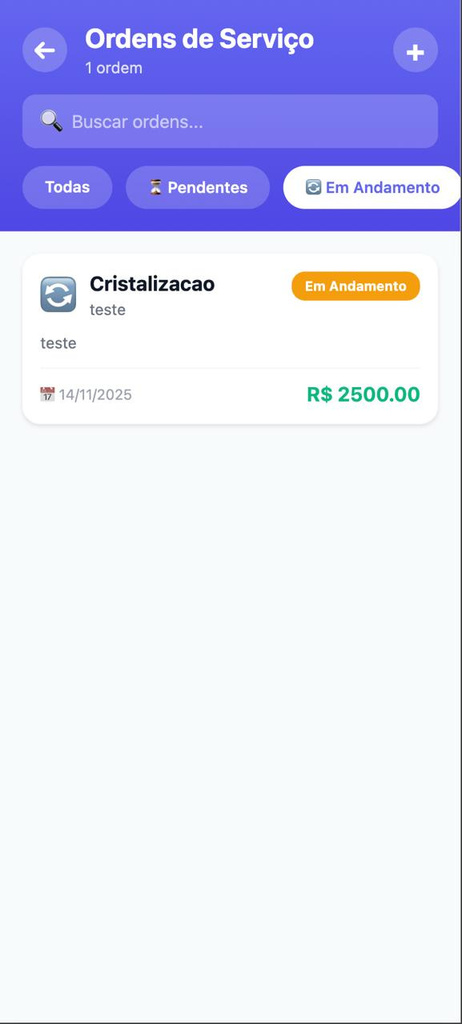 Ordens de Serviço
1 ordem
Buscar ordens...
Todas
Pendentes
Em Andamento
Cristalizacao
Em Andamento
teste
teste
14/11/2025
R$ 2500.00